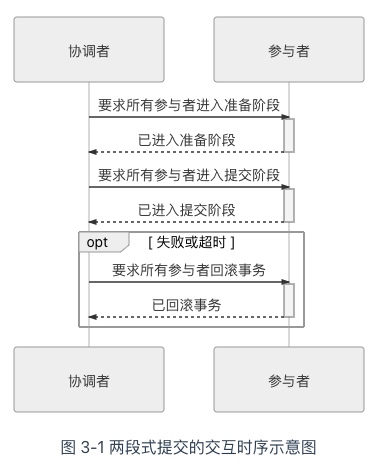 协调者
参与者
要求所有参与者进入准备阶段
已进入准备阶段
要求所有参与者进入提交阶段
已进入提交阶段
opt
[ 失败或超时 ]
要求所有参与者回滚事务
已回滚事务
协调者
参与者
图 3-1 两段式提交的交互时序示意图